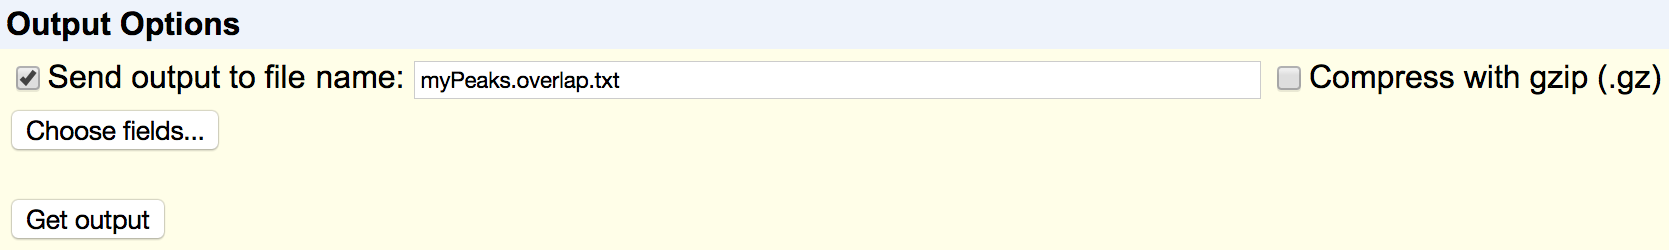 Output Options
Send output to file name: myPeaks.overlap.txt Compress with gzip (.gz)
Choose fields...
Get output